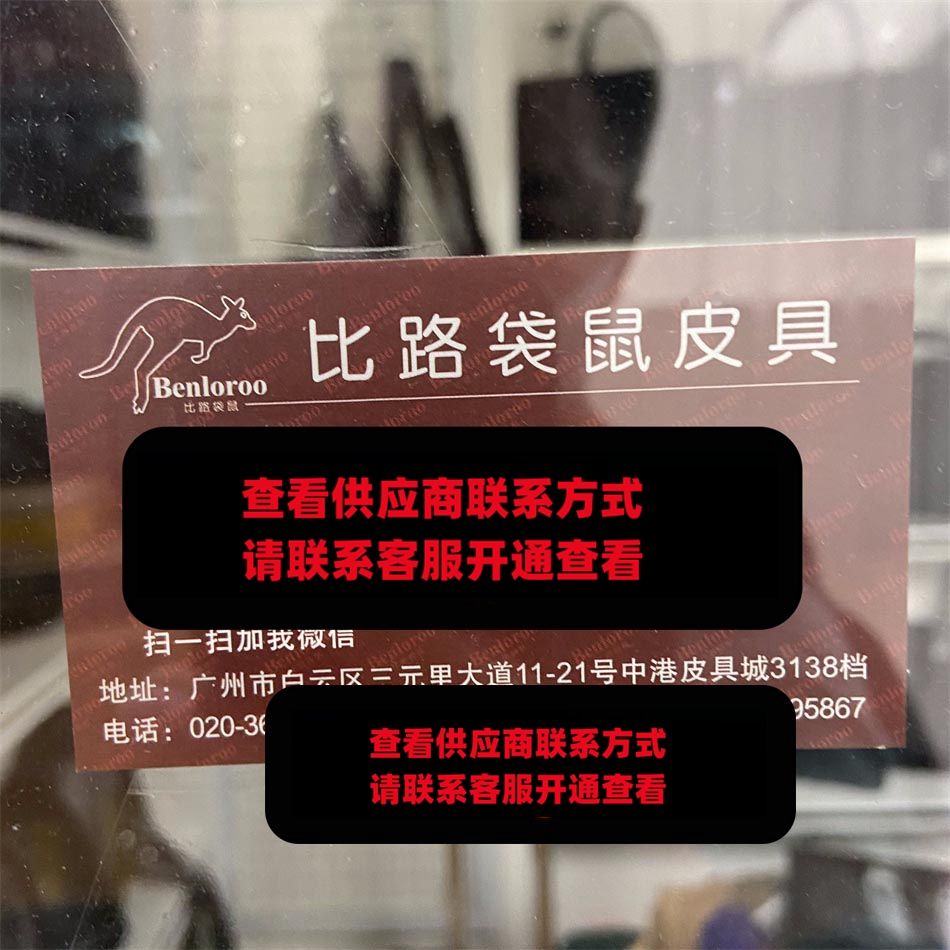 比路袋鼠皮具
Benloroo
比路袋鼠
查看供应商联系方式
请联系客服开通查看
扫一扫加我微信
地址：广州市白云区三元里大道11-21号中港皮具城3138档
电话：020-36 95867
查看供应商联系方式
请联系客服开通查看